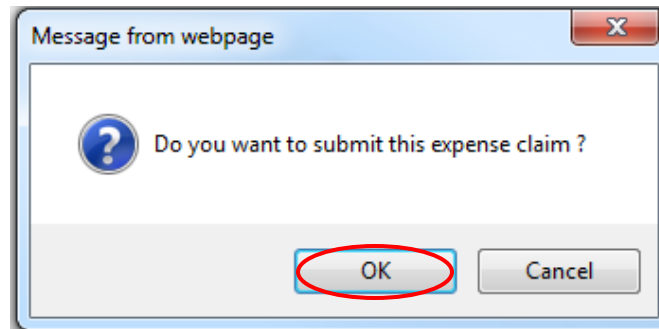 Message from webpage
Do you want to submit this expense claim ?
OK
Cancel